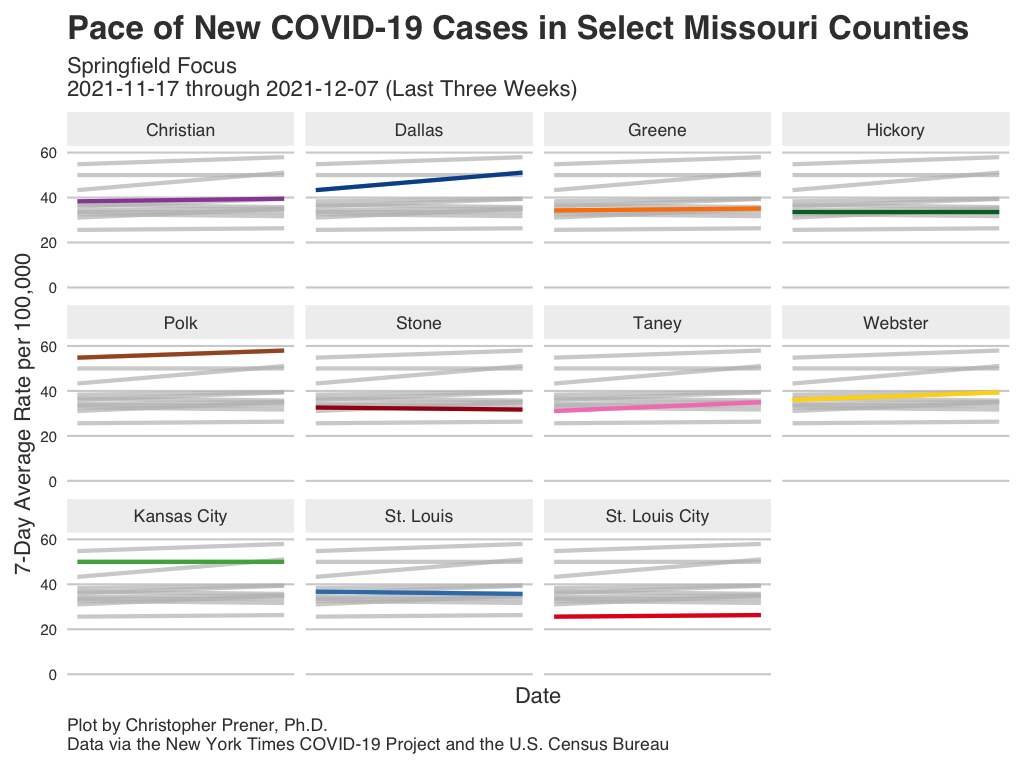 Pace of New COVID-19 Cases in Select Missouri Counties
Springfield Focus
2021-11-17 through 2021-12-07 (Last Three Weeks)
Christian
Dallas
Greene
Hickory
60
40
20
0
Polk
Stone
Taney
Webster
60
40
20
0
Kansas City
St. Louis
St. Louis City
60
40
20
0
7-Day Average Rate per 100,000
Date
Plot by Christopher Prener, Ph.D.
Data via the New York Times COVID-19 Project and the U.S. Census Bureau